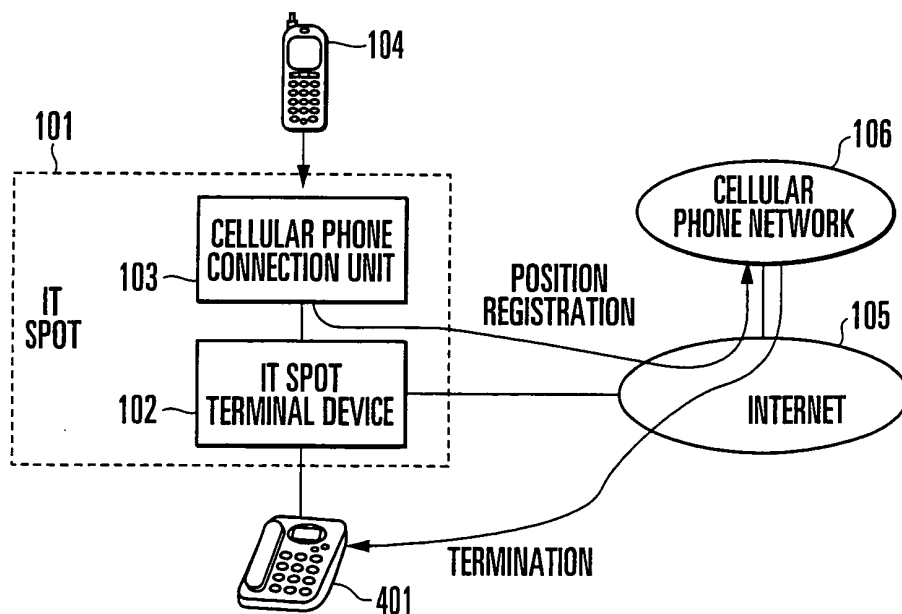 104
101
106
CELLULAR
PHONE NETWORK
CELLULAR PHONE
CONNECTION UNIT
103
POSITION
REGISTRATION
IT
SPOT
105
IT SPOT
TERMINAL DEVICE
102
INTERNET
TERMINATION
401